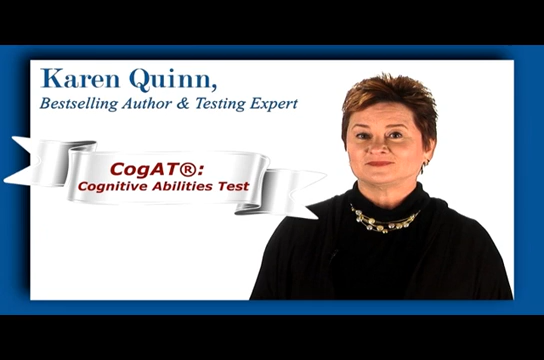 Karen Quinn,
Bestselling Author & Testing Expert
CogAT®:
Cognitive Abilities Test